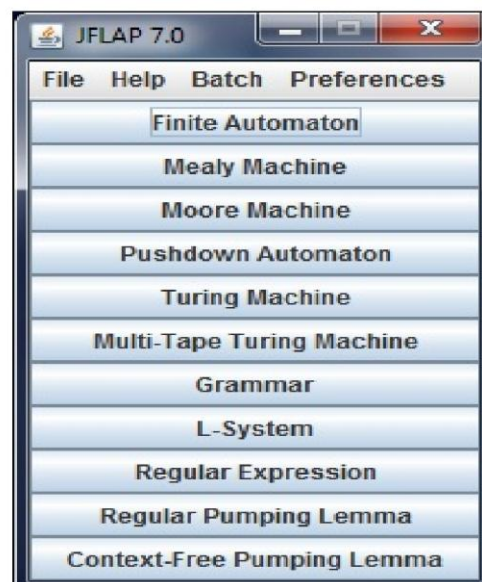 JFLAP 7.0
File Help Batch Preferences
Finite Automaton
Mealy Machine
Moore Machine
Pushdown Automaton
Turing Machine
Multi-Tape Turing Machine
Grammar
L-System
Regular Expression
Regular Pumping Lemma
Context-Free Pumping Lemma